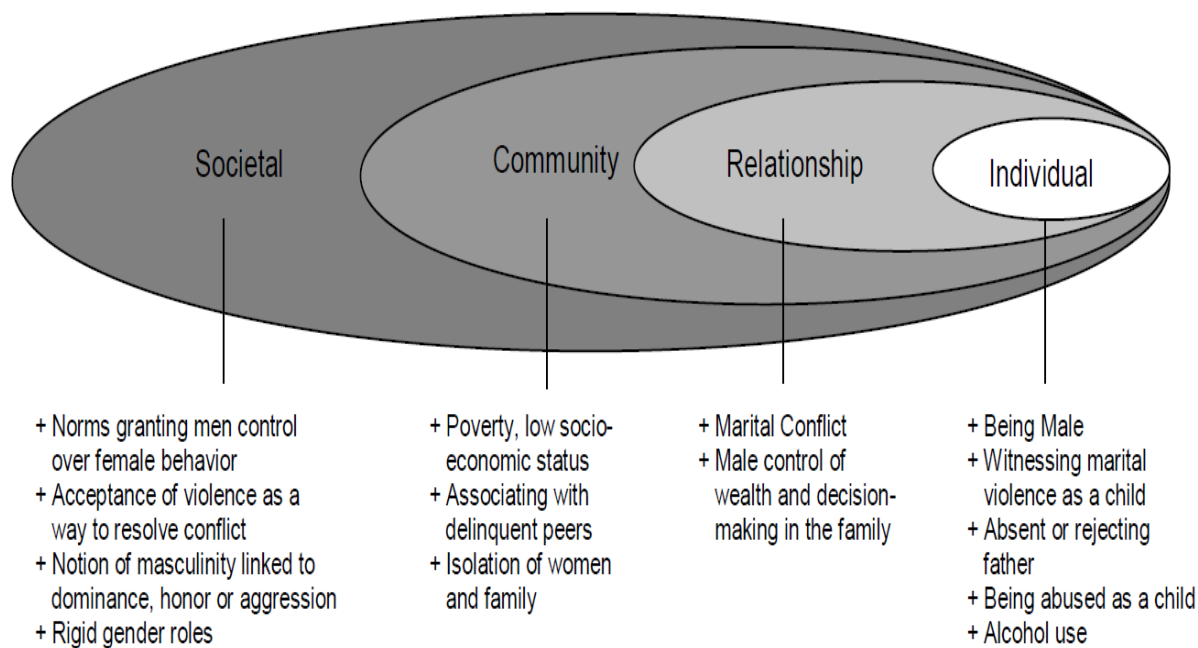 Societal
Community
Relationship
Individual
+ Norms granting men control
over female behavior
+ Acceptance of violence as a
way to resolve conflict
+ Notion of masculinity linked to
dominance, honor or aggression
+ Rigid gender roles
+ Poverty, low socio-
economic status
+ Associating with
delinquent peers
+ Isolation of women
and family
+ Marital Conflict
+ Male control of
wealth and decision-
making in the family
+ Being Male
+ Witnessing marital
violence as a child
+ Absent or rejecting
father
+ Being abused as a child
+ Alcohol use